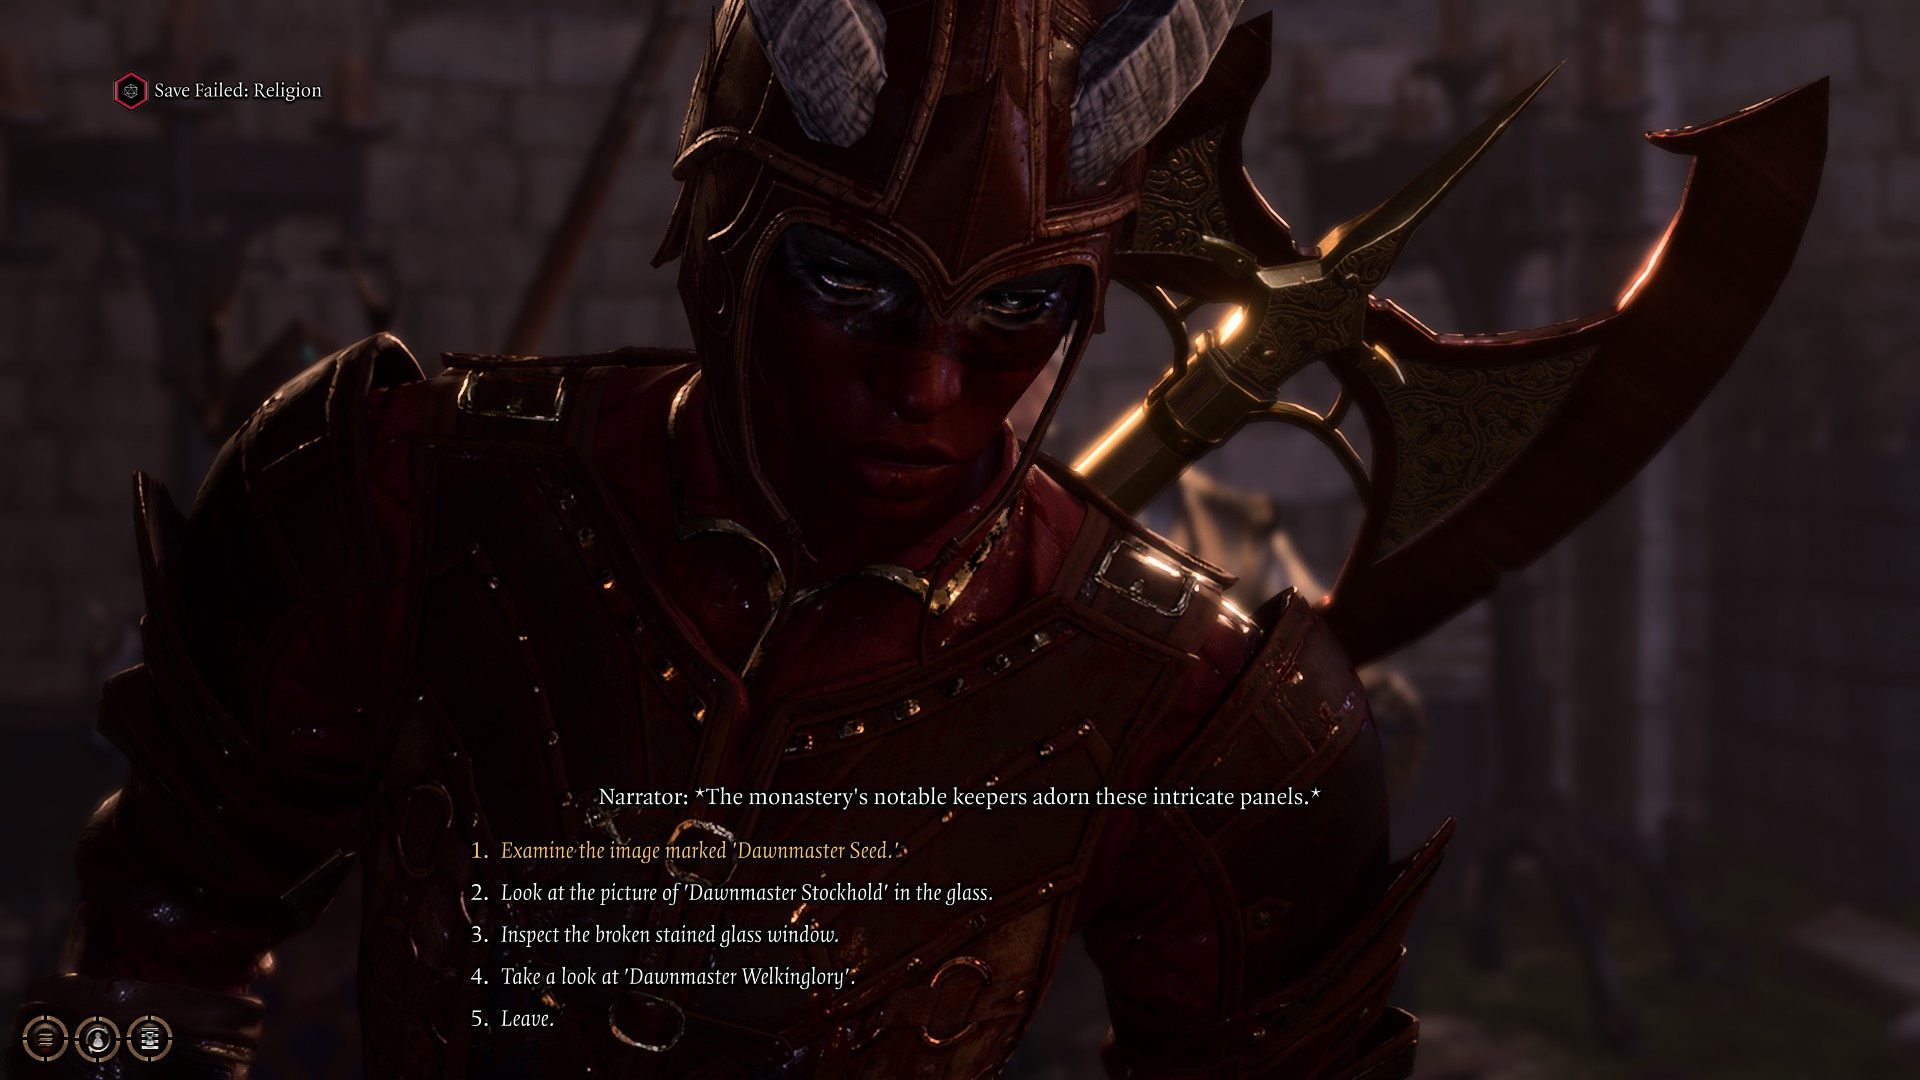 Save Failed: Religion
Narrator: *The monastery's notable keepers adorn these intricate panels.*
1. Examine the image marked 'Dawnmaster Seed.'
2. Look at the picture of 'Dawnmaster Stockhold' in the glass.
3. Inspect the broken stained glass window.
4. Take a look at 'Dawnmaster Welkinglory'.
5. Leave.